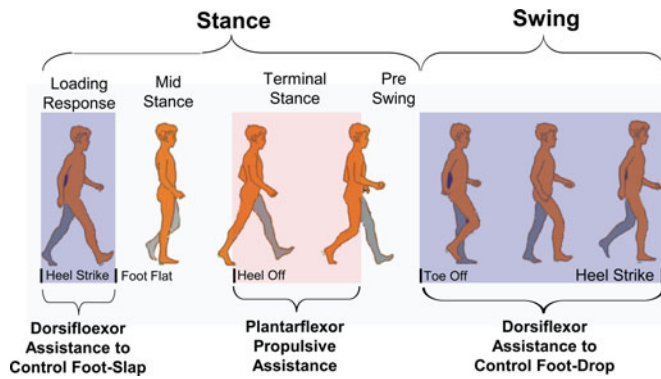 Stance
Swing
Loading
Response
Mid
Stance
Terminal
Stance
Pre
Swing
Heel Strike
Foot Flat
Heel Off
Toe Off
Heel Strike
Dorsifloexor
Assistance to
Control Foot-Slap
Plantarflexor
Propulsive
Assistance
Dorsiflexor
Assistance to
Control Foot-Drop